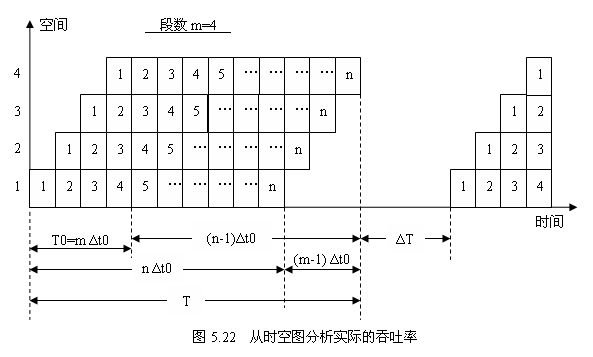 空间
段数 m=4
4 1 2 3 4 5 … … … … n 1
3 1 2 3 4 5 … … … … n 1 2
2 1 2 3 4 5 … … … … n 1 2 3
1 1 2 3 4 5 … … … … n 1 2 3 4
时间
T0=m Δt0 (n-1)Δt0 ΔT
n Δt0 (m-1) Δt0
T
图 5.22 从时空图分析实际的吞吐率